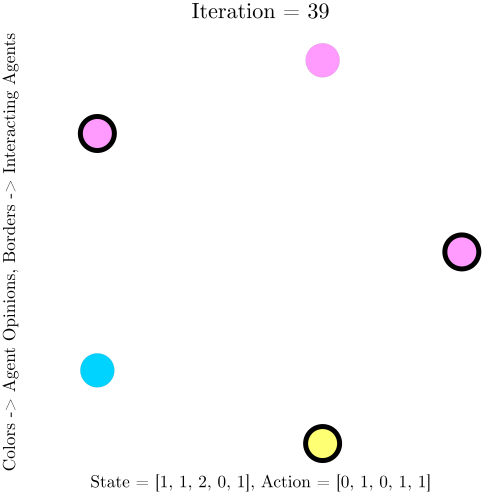 Iteration = 39
Colors -> Agent Opinions, Borders -> Interacting Agents
State = [1, 1, 2, 0, 1], Action = [0, 1, 0, 1, 1]